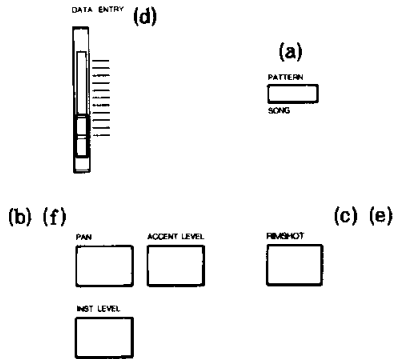 DATA ENTRY (d)
(a)
PATTERN
SONG
(b) (f) (c) (e)
PAN ACCENT LEVEL RIMSHOT
INST LEVEL